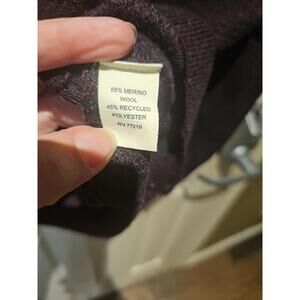 55% MERINO
WOOL
45% RECYCLED
POLYESTER
RN 77219